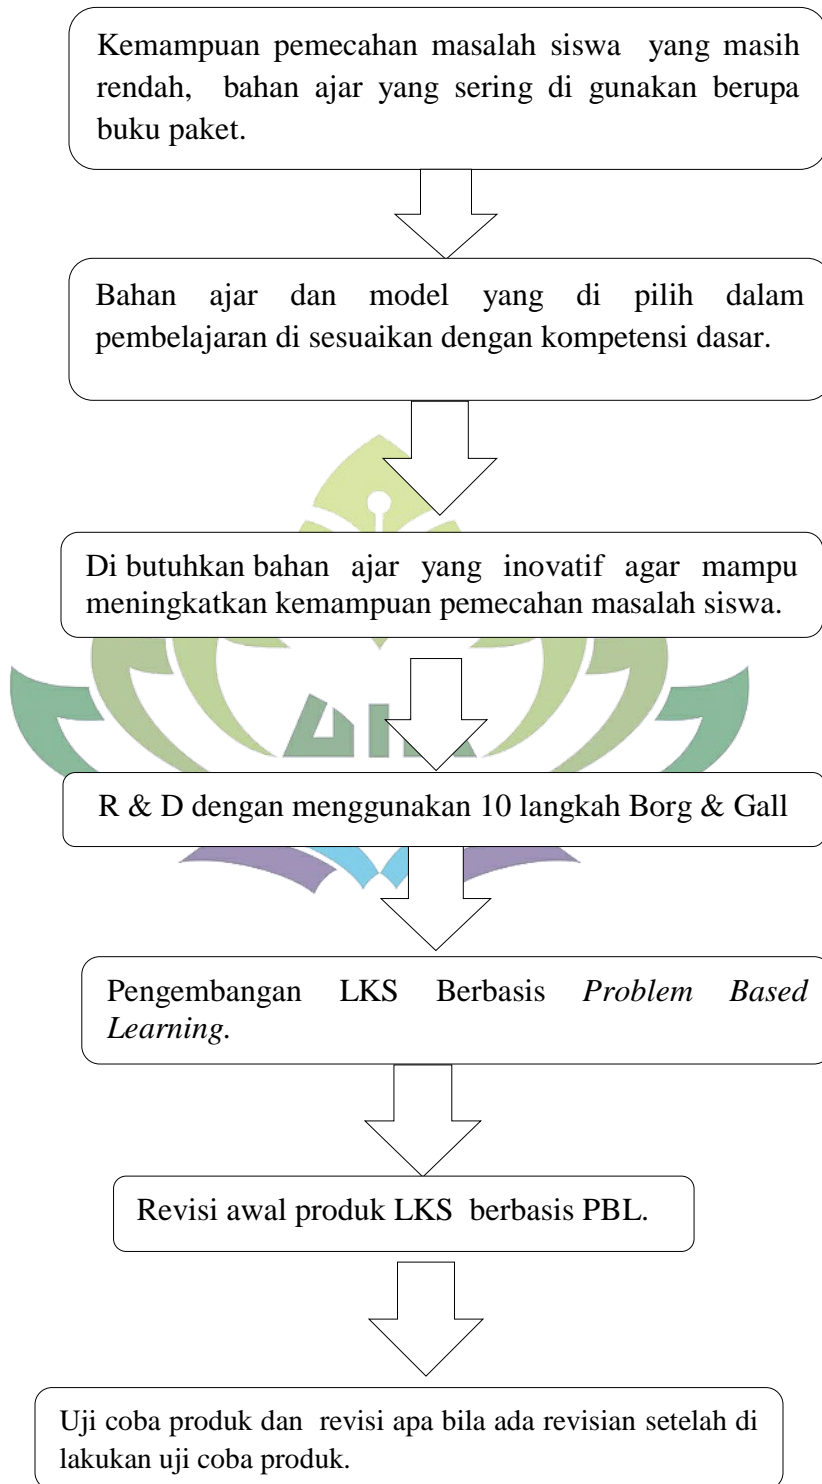 Kemampuan pemecahan masalah siswa yang masih
rendah, bahan ajar yang sering di gunakan berupa
buku paket.
Bahan ajar dan model yang di pilih dalam
pembelajaran di sesuaikan dengan kompetensi dasar.
Di butuhkan bahan ajar yang inovatif agar mampu
meningkatkan kemampuan pemecahan masalah siswa.
R & D dengan menggunakan 10 langkah Borg & Gall
Pengembangan LKS Berbasis Problem Based
Learning.
Revisi awal produk LKS berbasis PBL.
Uji coba produk dan revisi apa bila ada revisian setelah di
lakukan uji coba produk.